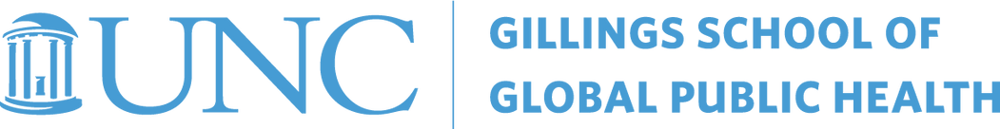 UNC
GILLINGS SCHOOL OF
GLOBAL PUBLIC HEALTH